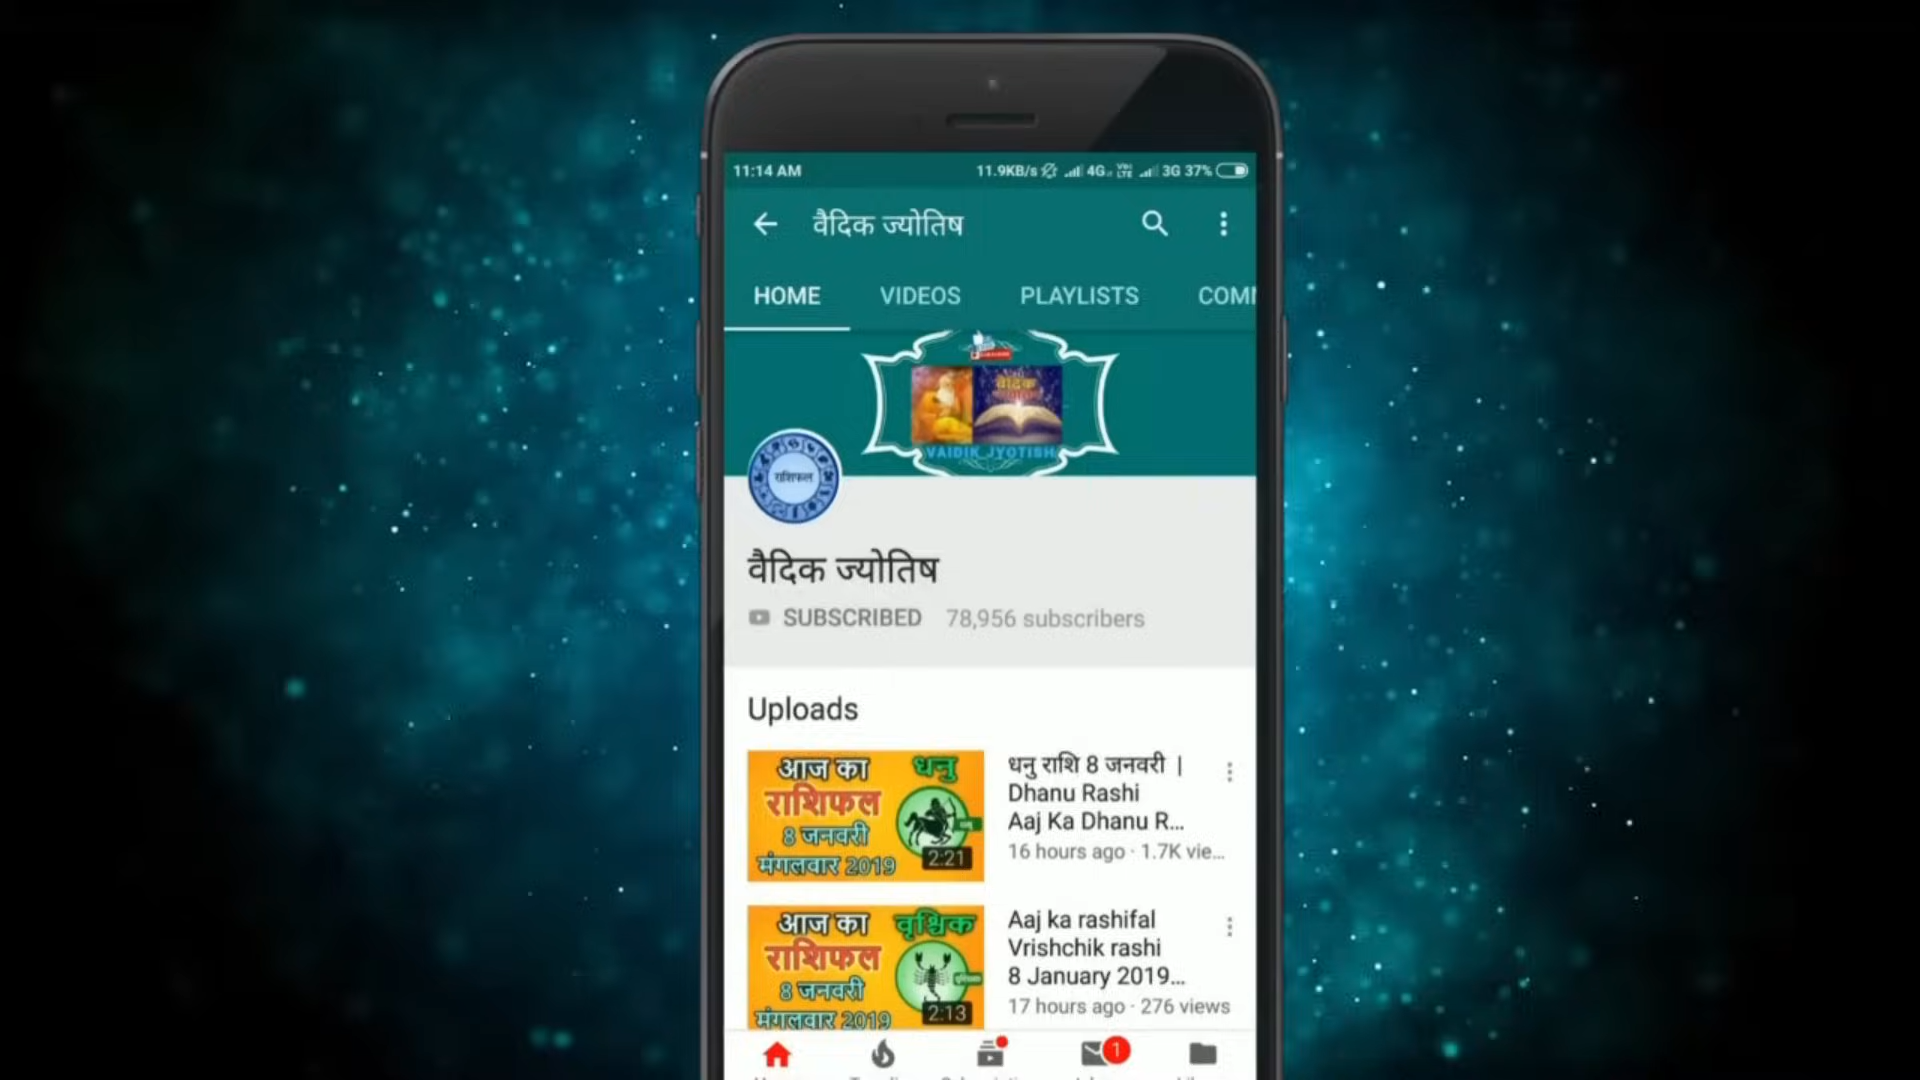 11:14 AM 11.9KB/s 4G VoLTE 3G 37%
वैदिक ज्योतिष
HOME VIDEOS PLAYLISTS COM
वैदिक
VAIDIK JYOTISH
राशिफल
वैदिक ज्योतिष
SUBSCRIBED 78,956 subscribers
Uploads
आज का धनु
राशिफल
8 जनवरी
मंगलवार 2019
2:21
धनु राशि 8 जनवरी |
Dhanu Rashi
Aaj Ka Dhanu R...
16 hours ago · 1.7K vie...
आज का वृश्चिक
राशिफल
8 जनवरी
मंगलवार 2019
2:13
Aaj ka rashifal
Vrishchik rashi
8 January 2019...
17 hours ago · 276 views
1